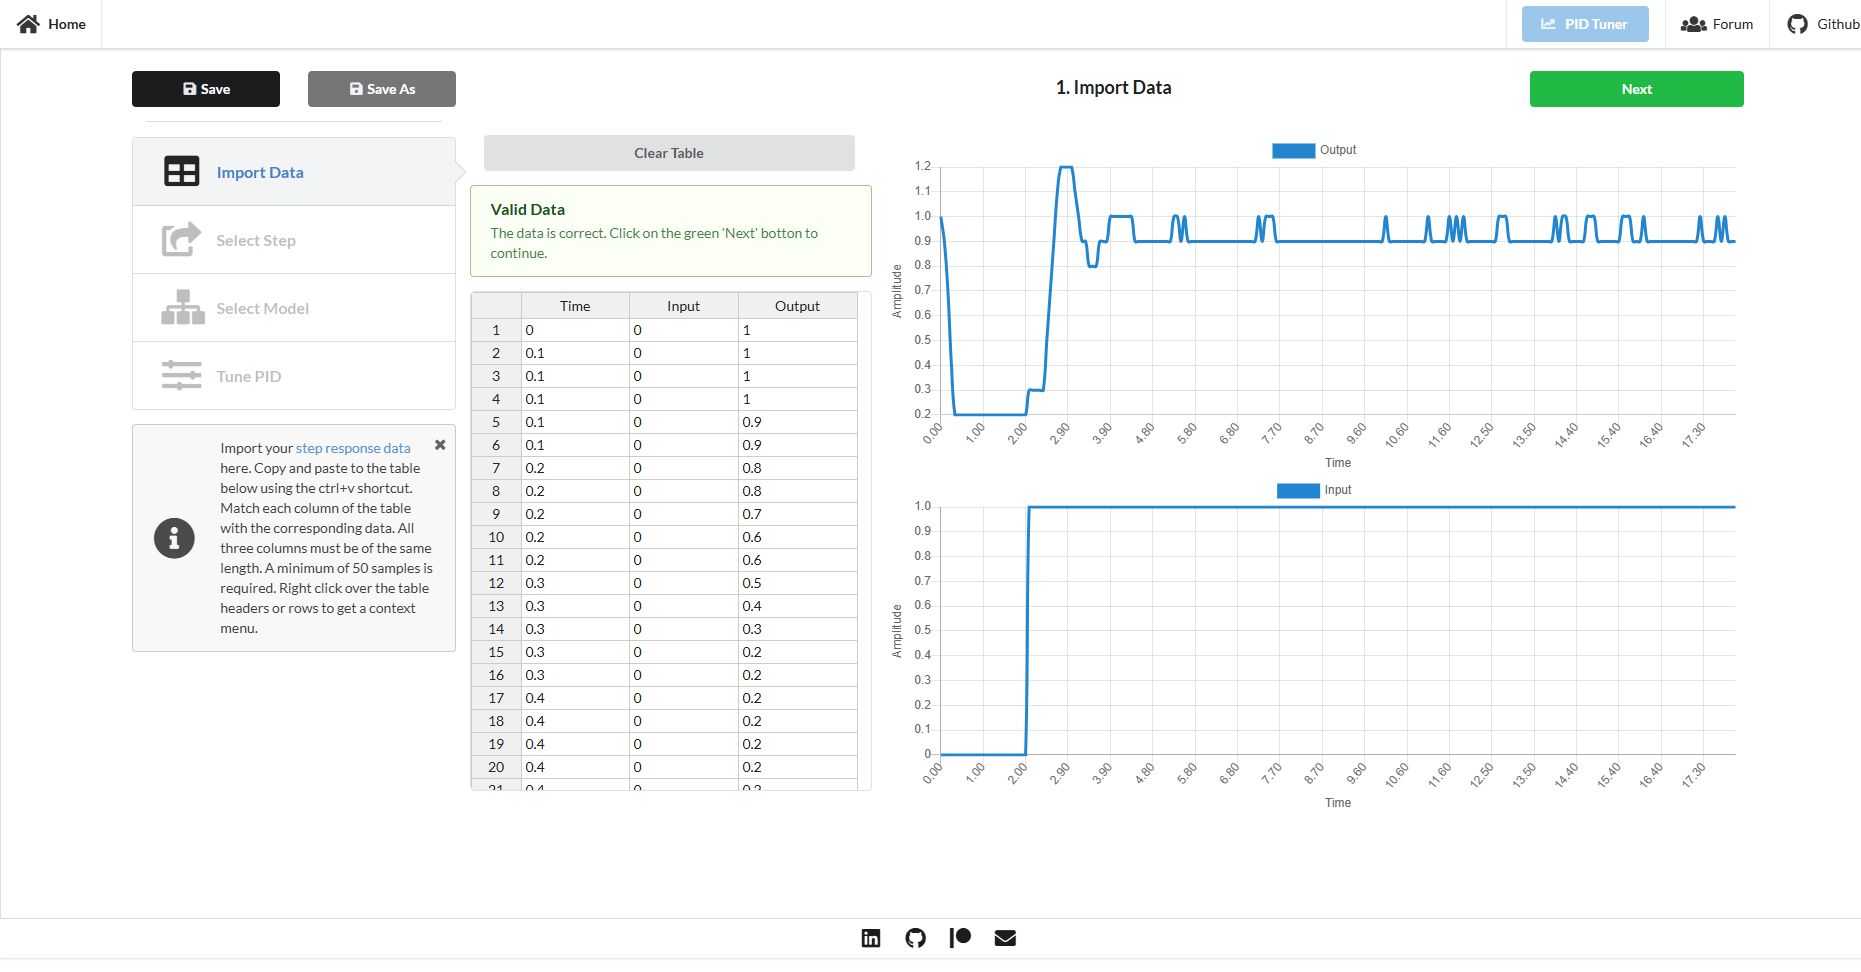 Home
PID Tuner
Forum
Github
Save
Save As
1. Import Data
Next
Import Data
Select Step
Select Model
Tune PID
Import your step response data
here. Copy and paste to the table
below using the ctrl+v shortcut.
Match each column of the table
with the corresponding data. All
three columns must be of the same
length. A minimum of 50 samples is
required. Right click over the table
headers or rows to get a context
menu.
Clear Table
Valid Data
The data is correct. Click on the green 'Next' botton to
continue.
Time Input Output
1 0 0 1
2 0.1 0 1
3 0.1 0 1
4 0.1 0 1
5 0.1 0 0.9
6 0.1 0 0.9
7 0.2 0 0.8
8 0.2 0 0.8
9 0.2 0 0.7
10 0.2 0 0.6
11 0.2 0 0.6
12 0.3 0 0.5
13 0.3 0 0.4
14 0.3 0 0.3
15 0.3 0 0.2
16 0.3 0 0.2
17 0.4 0 0.2
18 0.4 0 0.2
19 0.4 0 0.2
20 0.4 0 0.2
21 0.4 0 0.2
Output
Amplitude
1.2
1.1
1.0
0.9
0.8
0.7
0.6
0.5
0.4
0.3
0.2
0.00 1.00 2.00 2.90 3.90 4.80 5.80 6.80 7.70 8.70 9.60 10.60 11.60 12.50 13.50 14.40 15.40 16.40 17.30
Time
Input
Amplitude
1.0
0.9
0.8
0.7
0.6
0.5
0.4
0.3
0.2
0.1
0
0.00 1.00 2.00 2.90 3.90 4.80 5.80 6.80 7.70 8.70 9.60 10.60 11.60 12.50 13.50 14.40 15.40 16.40 17.30
Time